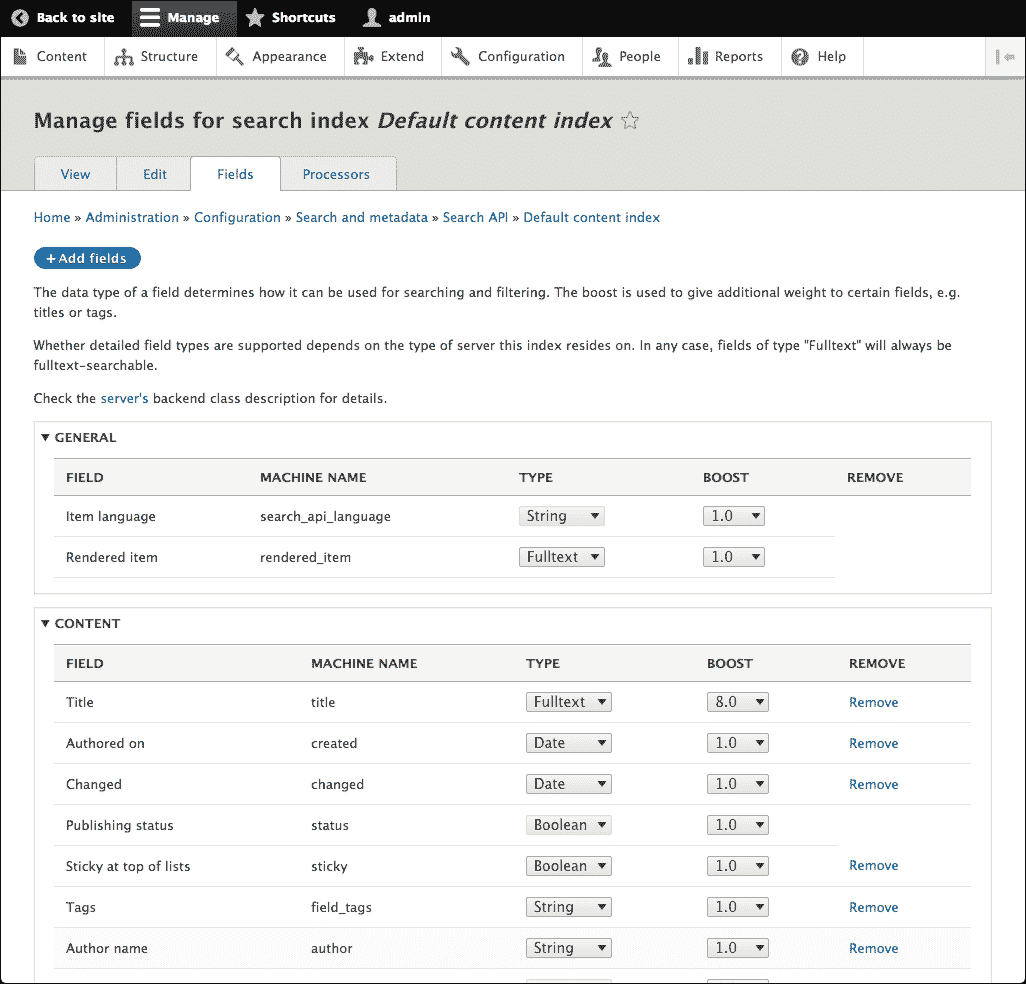 Back to site Manage Shortcuts admin
Content Structure Appearance Extend Configuration People Reports Help
Manage fields for search index Default content index
View Edit Fields Processors
Home » Administration » Configuration » Search and metadata » Search API » Default content index
+ Add fields
The data type of a field determines how it can be used for searching and filtering. The boost is used to give additional weight to certain fields, e.g.
titles or tags.
Whether detailed field types are supported depends on the type of server this index resides on. In any case, fields of type "Fulltext" will always be
fulltext-searchable.
Check the server's backend class description for details.
GENERAL
FIELD MACHINE NAME TYPE BOOST REMOVE
Item language search_api_language String 1.0
Rendered item rendered_item Fulltext 1.0
CONTENT
FIELD MACHINE NAME TYPE BOOST REMOVE
Title title Fulltext 8.0 Remove
Authored on created Date 1.0 Remove
Changed changed Date 1.0 Remove
Publishing status status Boolean 1.0
Sticky at top of lists sticky Boolean 1.0 Remove
Tags field_tags String 1.0 Remove
Author name author String 1.0 Remove